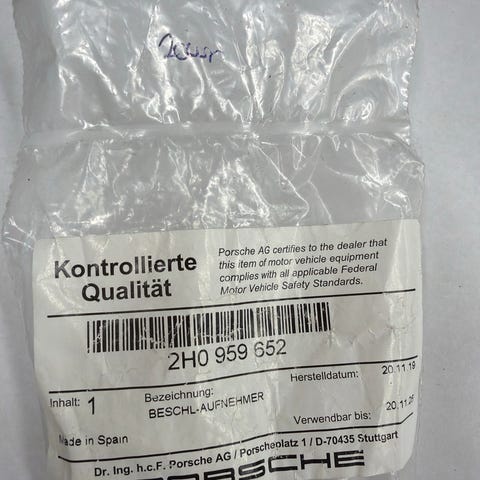 Kontrollierte
Qualität
Porsche AG certifies to the dealer that
this item of motor vehicle equipment
complies with all applicable Federal
Motor Vehicle Safety Standards.
2H0 959 652
Herstelldatum: 20.11 19
Inhalt: 1
Bezeichnung:
BESCHL-AUFNEHMER
Verwendbar bis: 20.11
Made in Spain
Dr. Ing. h.c.F. Porsche AG / Porscheplatz 1 / D-70435 Stuttgart
PORSCHE